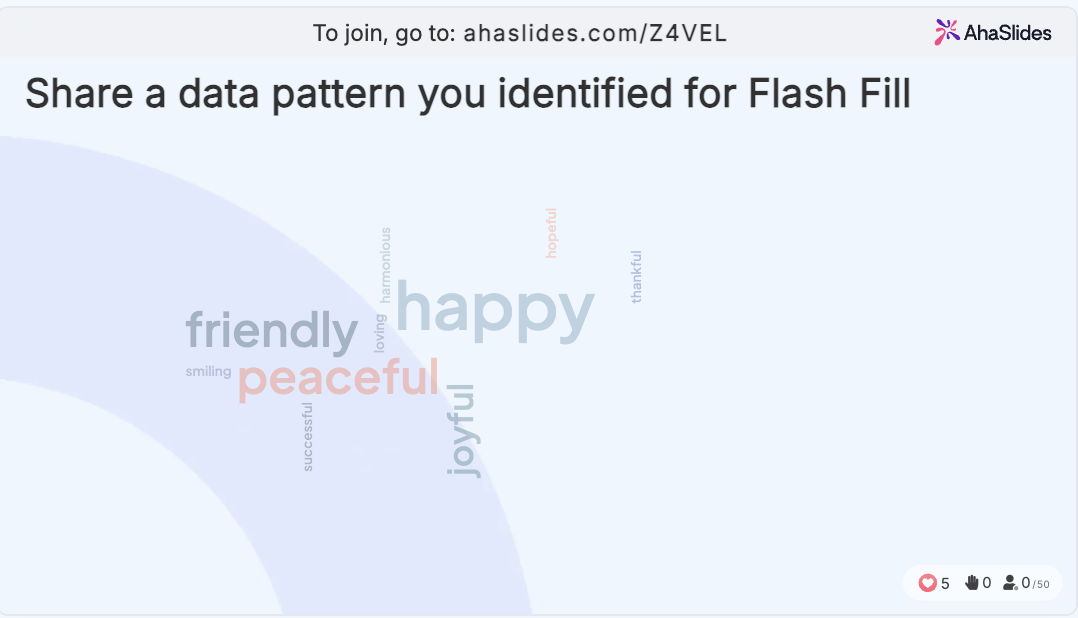 To join, go to: ahaslides.com/Z4VEL
AhaSlides
Share a data pattern you identified for Flash Fill
hopeful
harmonious
thankful
happy
friendly
loving
smiling
peaceful
joyful
successful
5
0
0/50